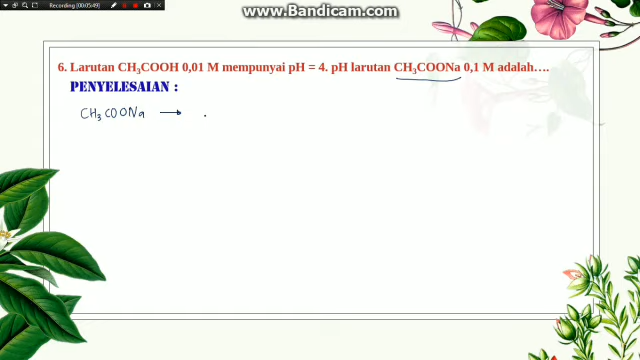 Recording [00:05:49]
www.Bandicam.com
6. Larutan CH₃COOH 0,01 M mempunyai pH = 4. pH larutan CH₃COONa 0,1 M adalah….
PENYELESAIAN :
CH₃COONa →